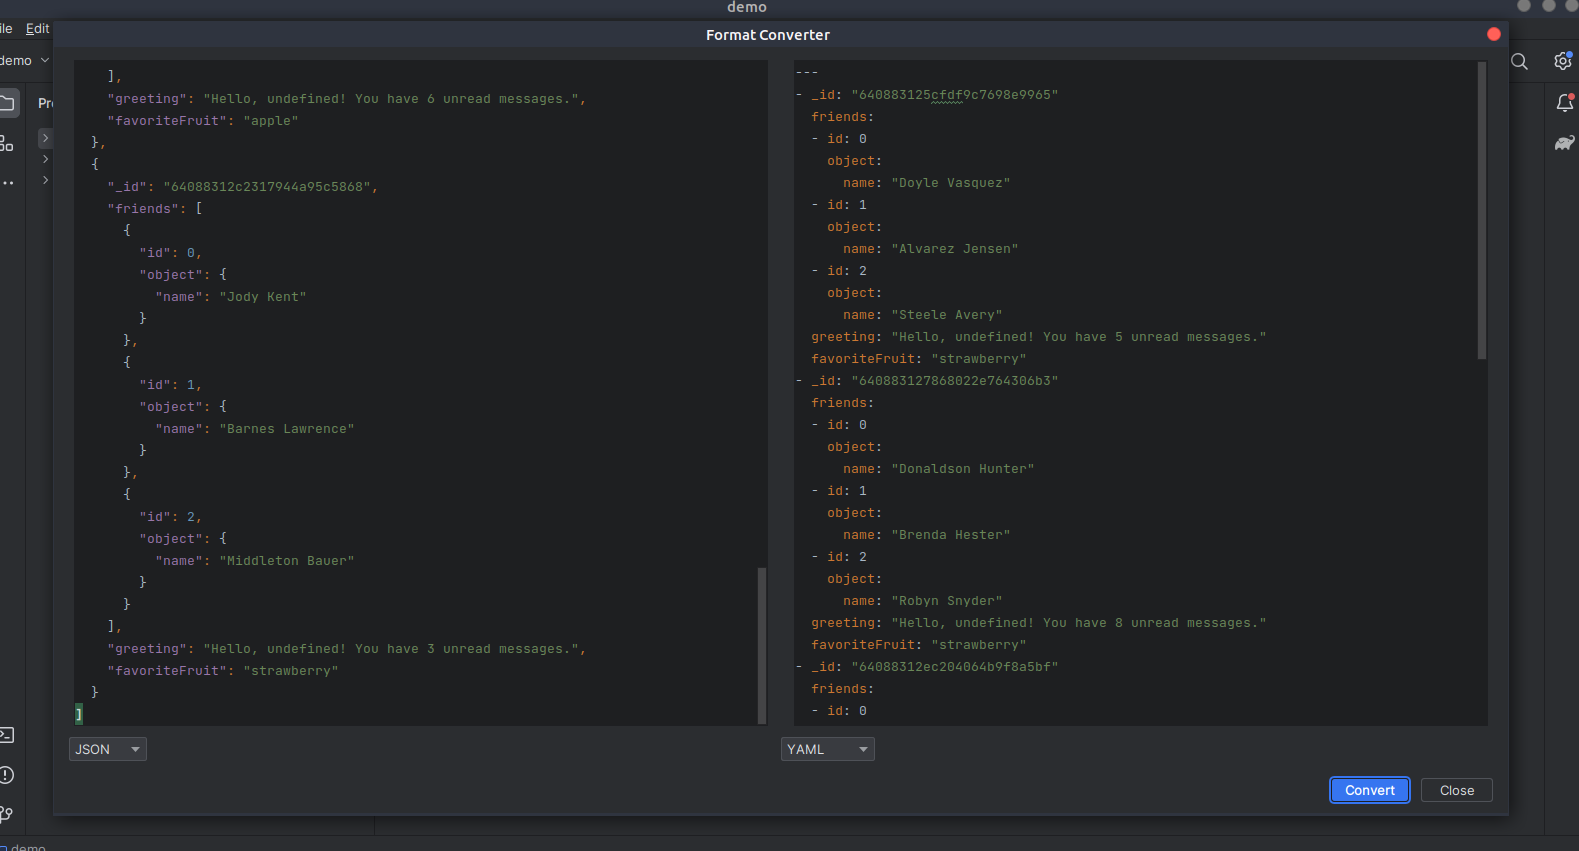 demo
ile Edit
Format Converter
demo
Pro
],
"greeting": "Hello, undefined! You have 6 unread messages.",
"favoriteFruit": "apple"
},
{
"_id": "64088312c2317944a95c5868",
"friends": [
{
"id": 0,
"object": {
"name": "Jody Kent"
}
},
{
"id": 1,
"object": {
"name": "Barnes Lawrence"
}
},
{
"id": 2,
"object": {
"name": "Middleton Bauer"
}
}
],
"greeting": "Hello, undefined! You have 3 unread messages.",
"favoriteFruit": "strawberry"
}
]
---
- _id: "640883125cfdf9c7698e9965"
friends:
- id: 0
object:
name: "Doyle Vasquez"
- id: 1
object:
name: "Alvarez Jensen"
- id: 2
object:
name: "Steele Avery"
greeting: "Hello, undefined! You have 5 unread messages."
favoriteFruit: "strawberry"
- _id: "640883127868022e764306b3"
friends:
- id: 0
object:
name: "Donaldson Hunter"
- id: 1
object:
name: "Brenda Hester"
- id: 2
object:
name: "Robyn Snyder"
greeting: "Hello, undefined! You have 8 unread messages."
favoriteFruit: "strawberry"
- _id: "64088312ec204064b9f8a5bf"
friends:
- id: 0
JSON
YAML
Convert Close
demo